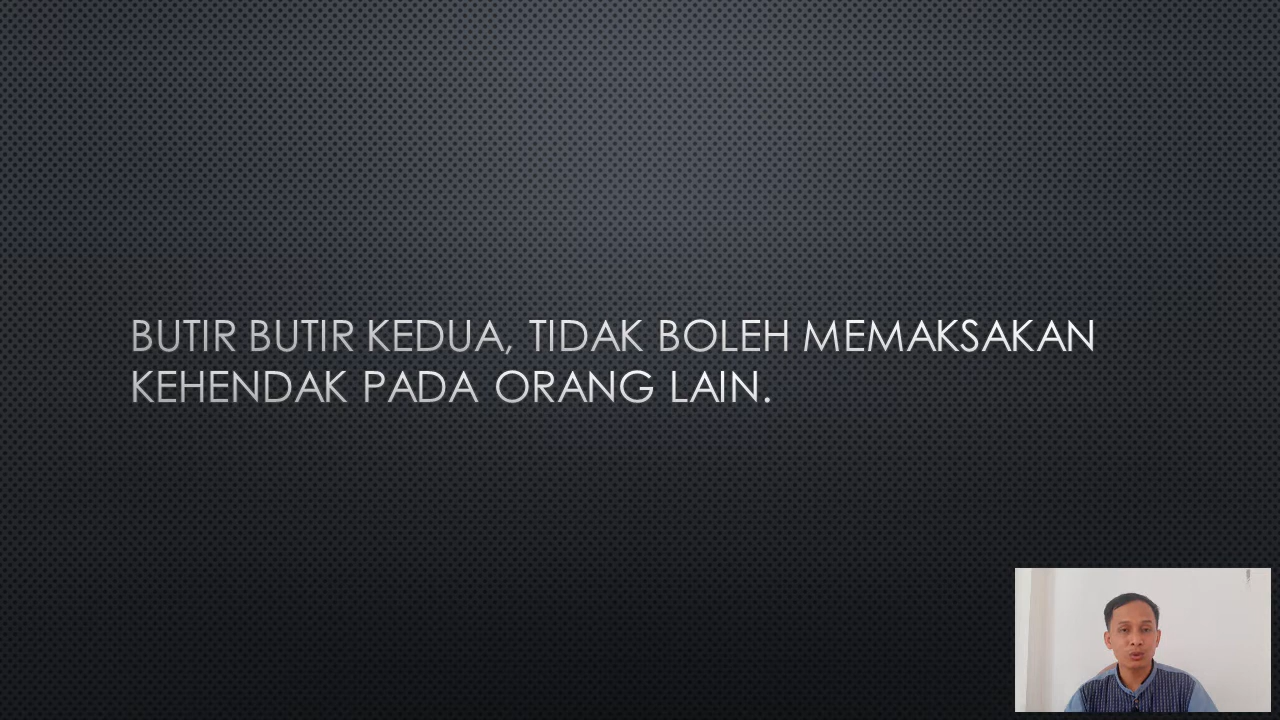 BUTIR BUTIR KEDUA, TIDAK BOLEH MEMAKSAKAN
KEHENDAK PADA ORANG LAIN.